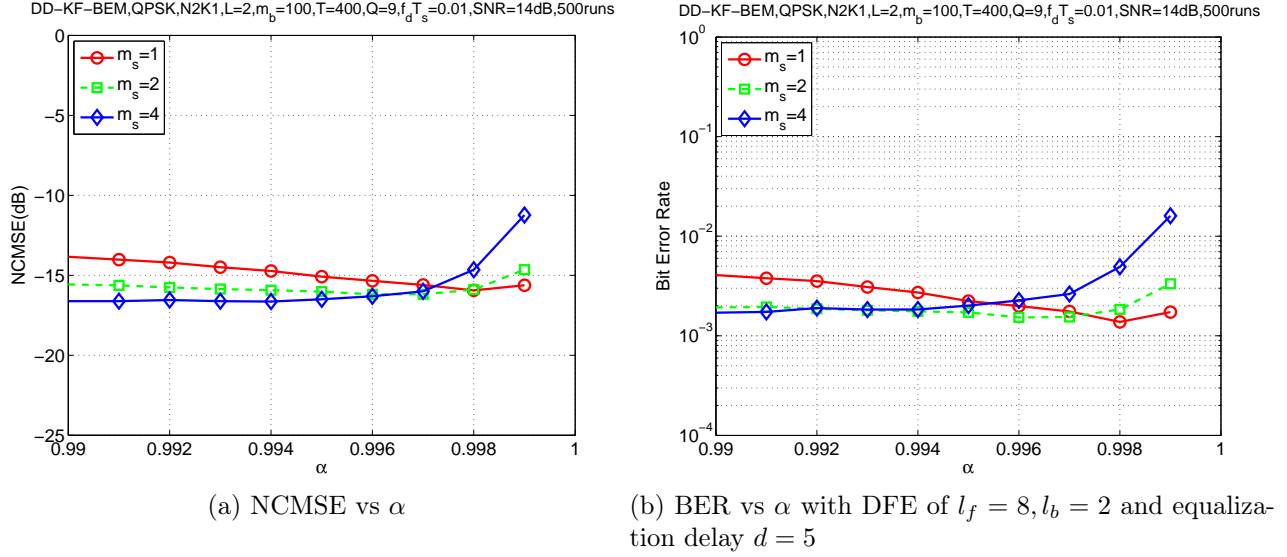 DD-KF-BEM,QPSK,N2K1,L=2,m_b=100,T=400,Q=9,f_dT_s=0.01,SNR=14dB,500runs
0
−5
−10
−15
−20
−25
NCMSE(dB)
m_s=1
m_s=2
m_s=4
0.99 0.992 0.994 0.996 0.998 1
α
(a) NCMSE vs α
DD-KF-BEM,QPSK,N2K1,L=2,m_b=100,T=400,Q=9,f_dT_s=0.01,SNR=14dB,500runs
10^0
10^−1
10^−2
10^−3
10^−4
Bit Error Rate
m_s=1
m_s=2
m_s=4
0.99 0.992 0.994 0.996 0.998 1
α
(b) BER vs α with DFE of l_f = 8, l_b = 2 and equaliza-
tion delay d = 5